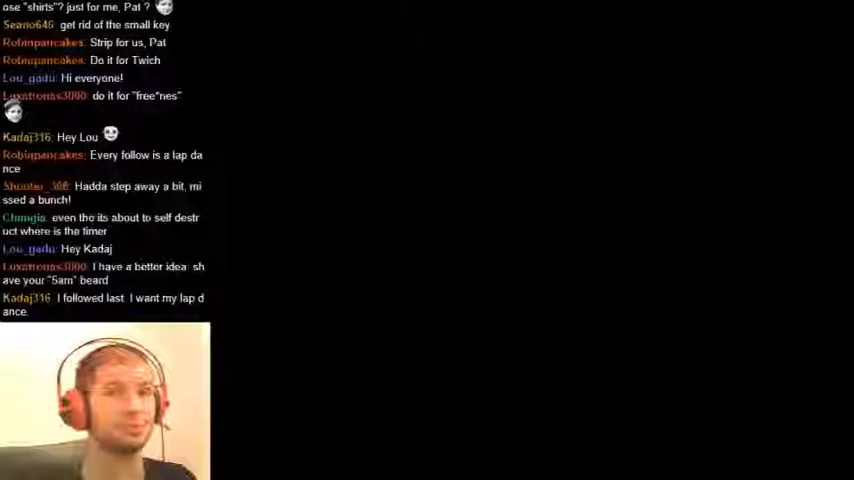 ose "shirts"? just for me, Pat ?
Seano646: get rid of the small key
Robinpancakes: Strip for us, Pat
Robinpancakes: Do it for Twich
Lou_gadu: Hi everyone!
Luxatronas3000: do it for "free*nes"
Kadaj316: Hey Lou
Robinpancakes: Every follow is a lap da
nce
Shooter_308: Hadda step away a bit, mi
ssed a bunch!
Chungia: even tho its about to self destr
uct where is the timer
Lou_gadu: Hey Kadaj
Luxatronas3000: I have a better idea: sh
ave your "5am" beard
Kadaj316: I followed last. I want my lap d
ance.